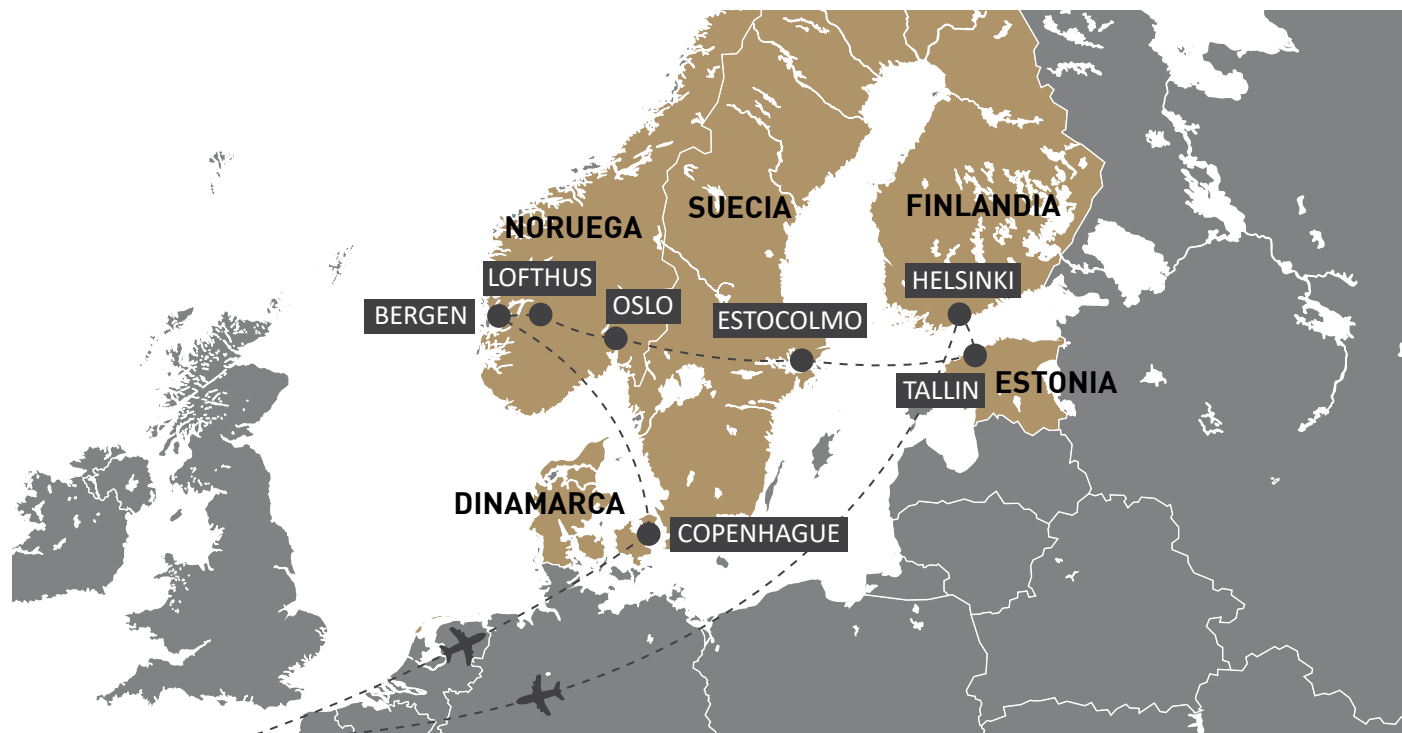 SUECIA
FINLANDIA
NORUEGA
LOFTHUS
HELSINKI
BERGEN
OSLO
ESTOCOLMO
TALLIN
ESTONIA
DINAMARCA
COPENHAGUE